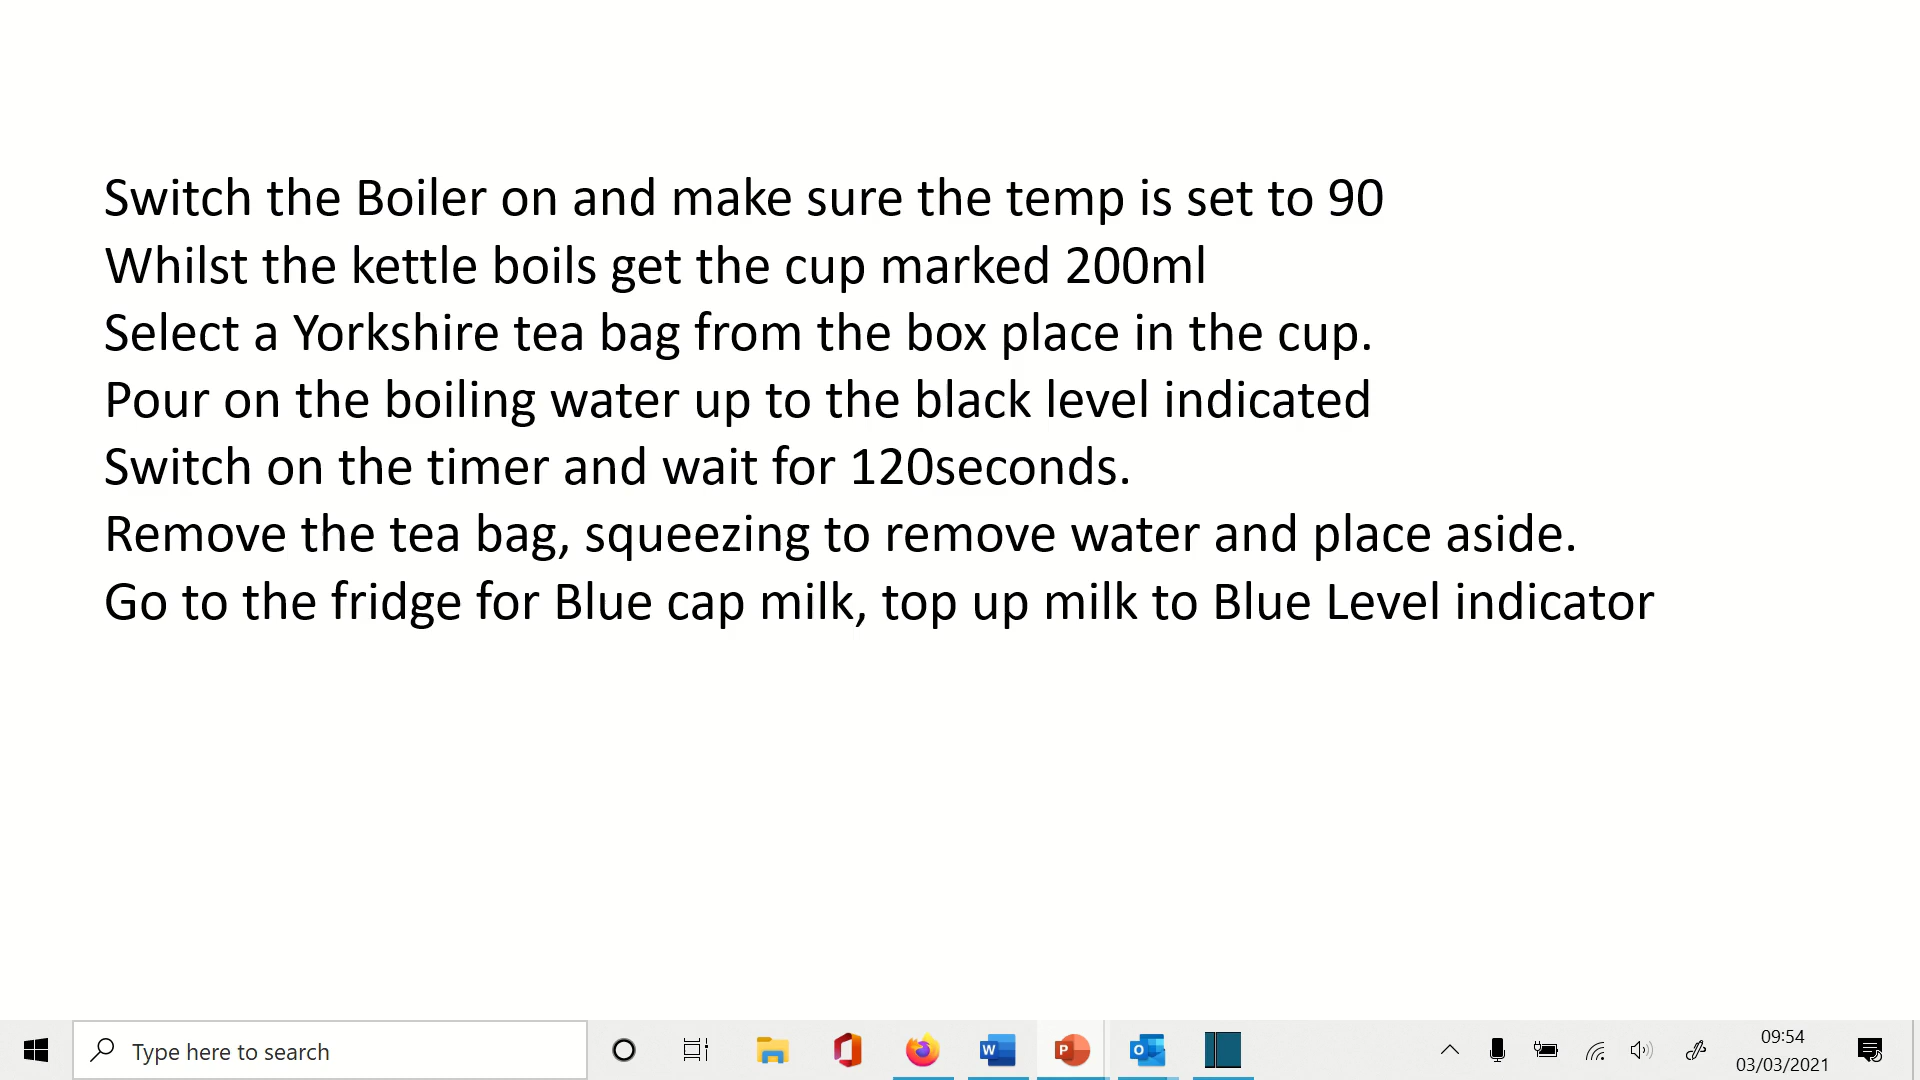 Switch the Boiler on and make sure the temp is set to 90
Whilst the kettle boils get the cup marked 200ml
Select a Yorkshire tea bag from the box place in the cup.
Pour on the boiling water up to the black level indicated
Switch on the timer and wait for 120seconds.
Remove the tea bag, squeezing to remove water and place aside.
Go to the fridge for Blue cap milk, top up milk to Blue Level indicator
Type here to search
W
P
O
09:54
03/03/2021